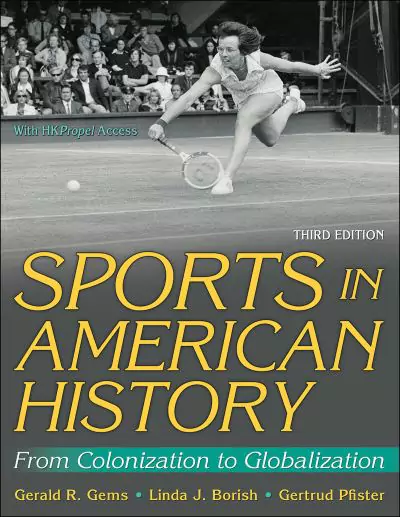 With HKPropel Access
THIRD EDITION
SPORTS IN
AMERICAN
HISTORY
From Colonization to Globalization
Gerald R. Gems • Linda J. Borish • Gertrud Pfister